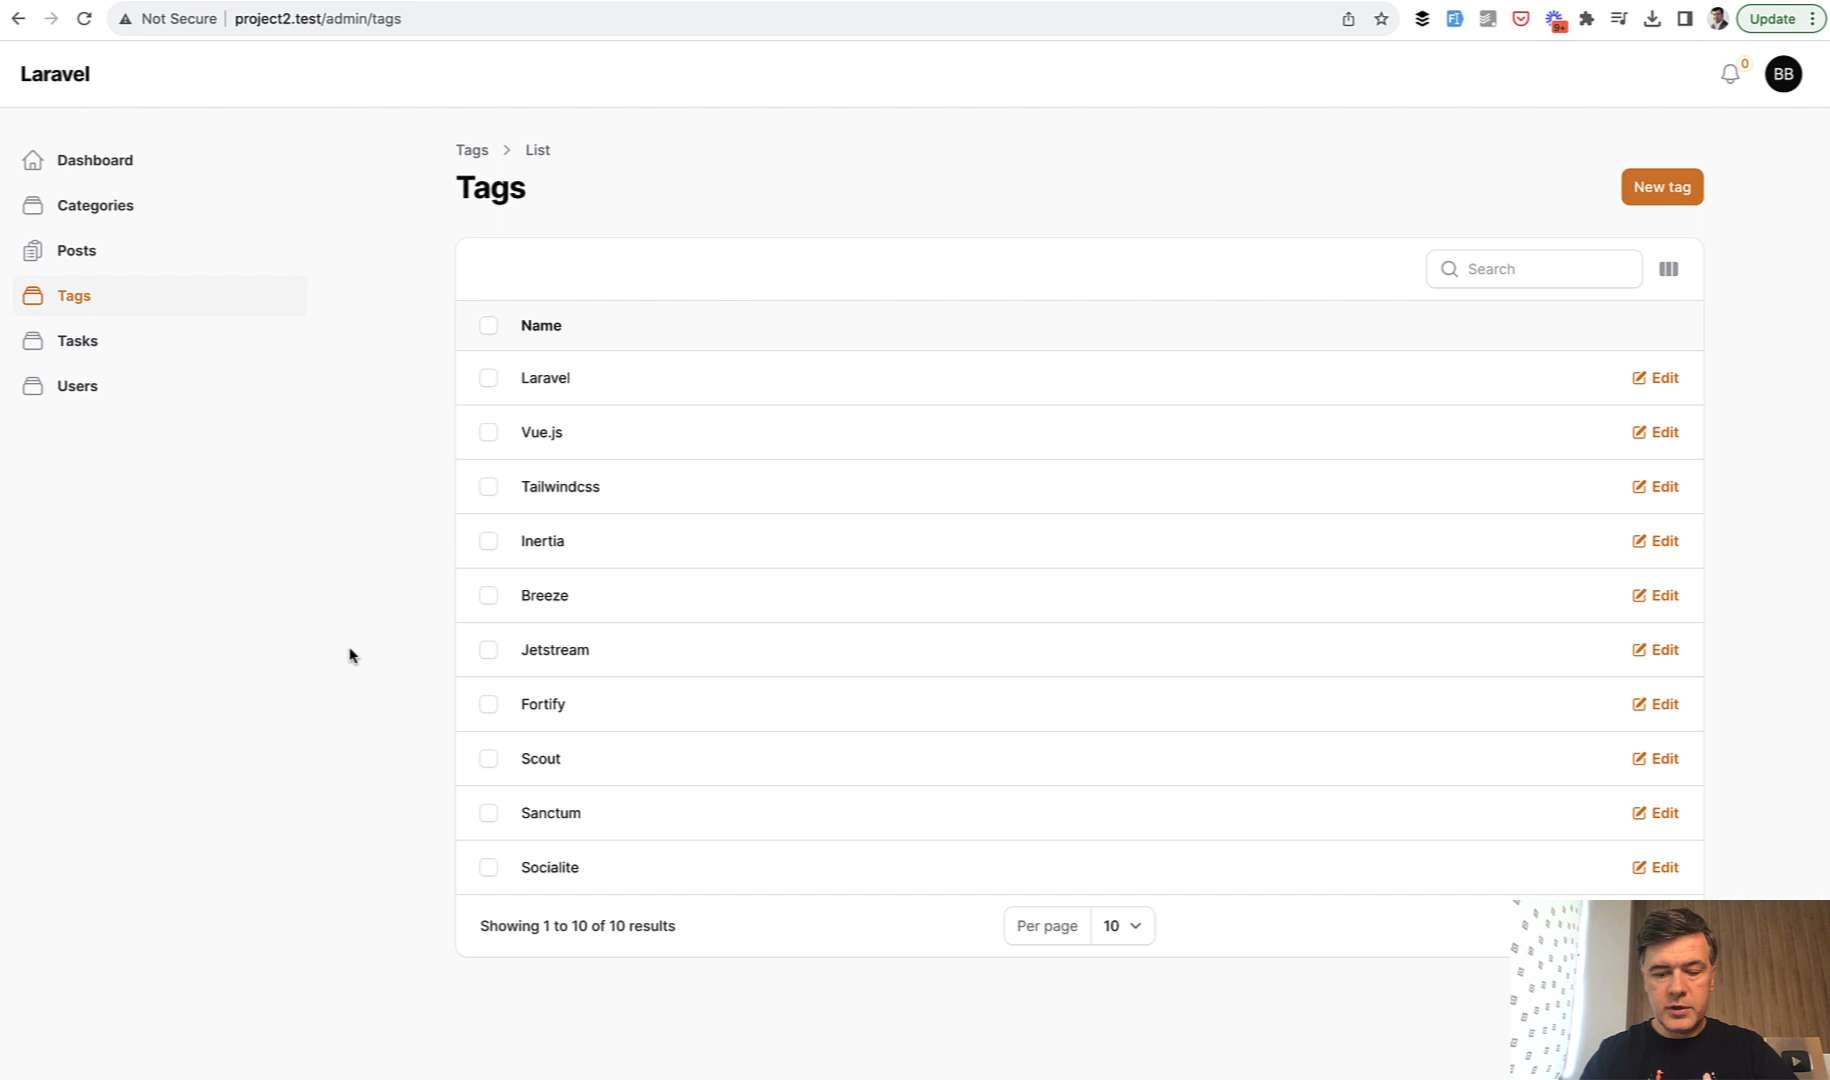 Not Secure | project2.test/admin/tags
9+
Update
Laravel
0
BB
Dashboard
Categories
Posts
Tags
Tasks
Users
Tags > List
Tags
New tag
Search
Name
Laravel Edit
Vue.js Edit
Tailwindcss Edit
Inertia Edit
Breeze Edit
Jetstream Edit
Fortify Edit
Scout Edit
Sanctum Edit
Socialite Edit
Showing 1 to 10 of 10 results
Per page 10